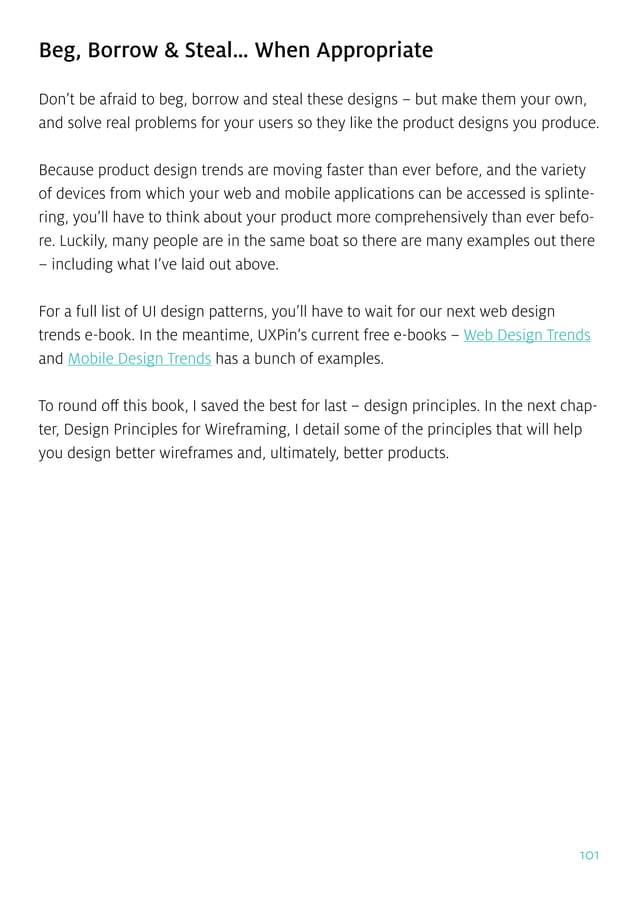 Beg, Borrow & Steal... When Appropriate
Don’t be afraid to beg, borrow and steal these designs – but make them your own,
and solve real problems for your users so they like the product designs you produce.
Because product design trends are moving faster than ever before, and the variety
of devices from which your web and mobile applications can be accessed is splinte-
ring, you’ll have to think about your product more comprehensively than ever befo-
re. Luckily, many people are in the same boat so there are many examples out there
– including what I’ve laid out above.
For a full list of UI design patterns, you’ll have to wait for our next web design
trends e-book. In the meantime, UXPin’s current free e-books – Web Design Trends
and Mobile Design Trends has a bunch of examples.
To round off this book, I saved the best for last – design principles. In the next chap-
ter, Design Principles for Wireframing, I detail some of the principles that will help
you design better wireframes and, ultimately, better products.
101